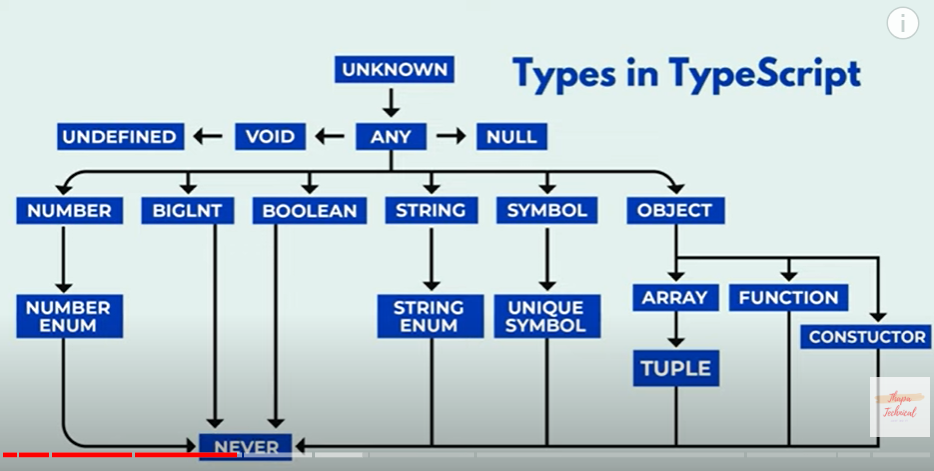 i
UNKNOWN
Types in TypeScript
UNDEFINED
VOID
ANY
NULL
NUMBER
BIGLNT
BOOLEAN
STRING
SYMBOL
OBJECT
NUMBER
ENUM
STRING
ENUM
UNIQUE
SYMBOL
ARRAY
FUNCTION
CONSTUCTOR
TUPLE
Technical
NEVER